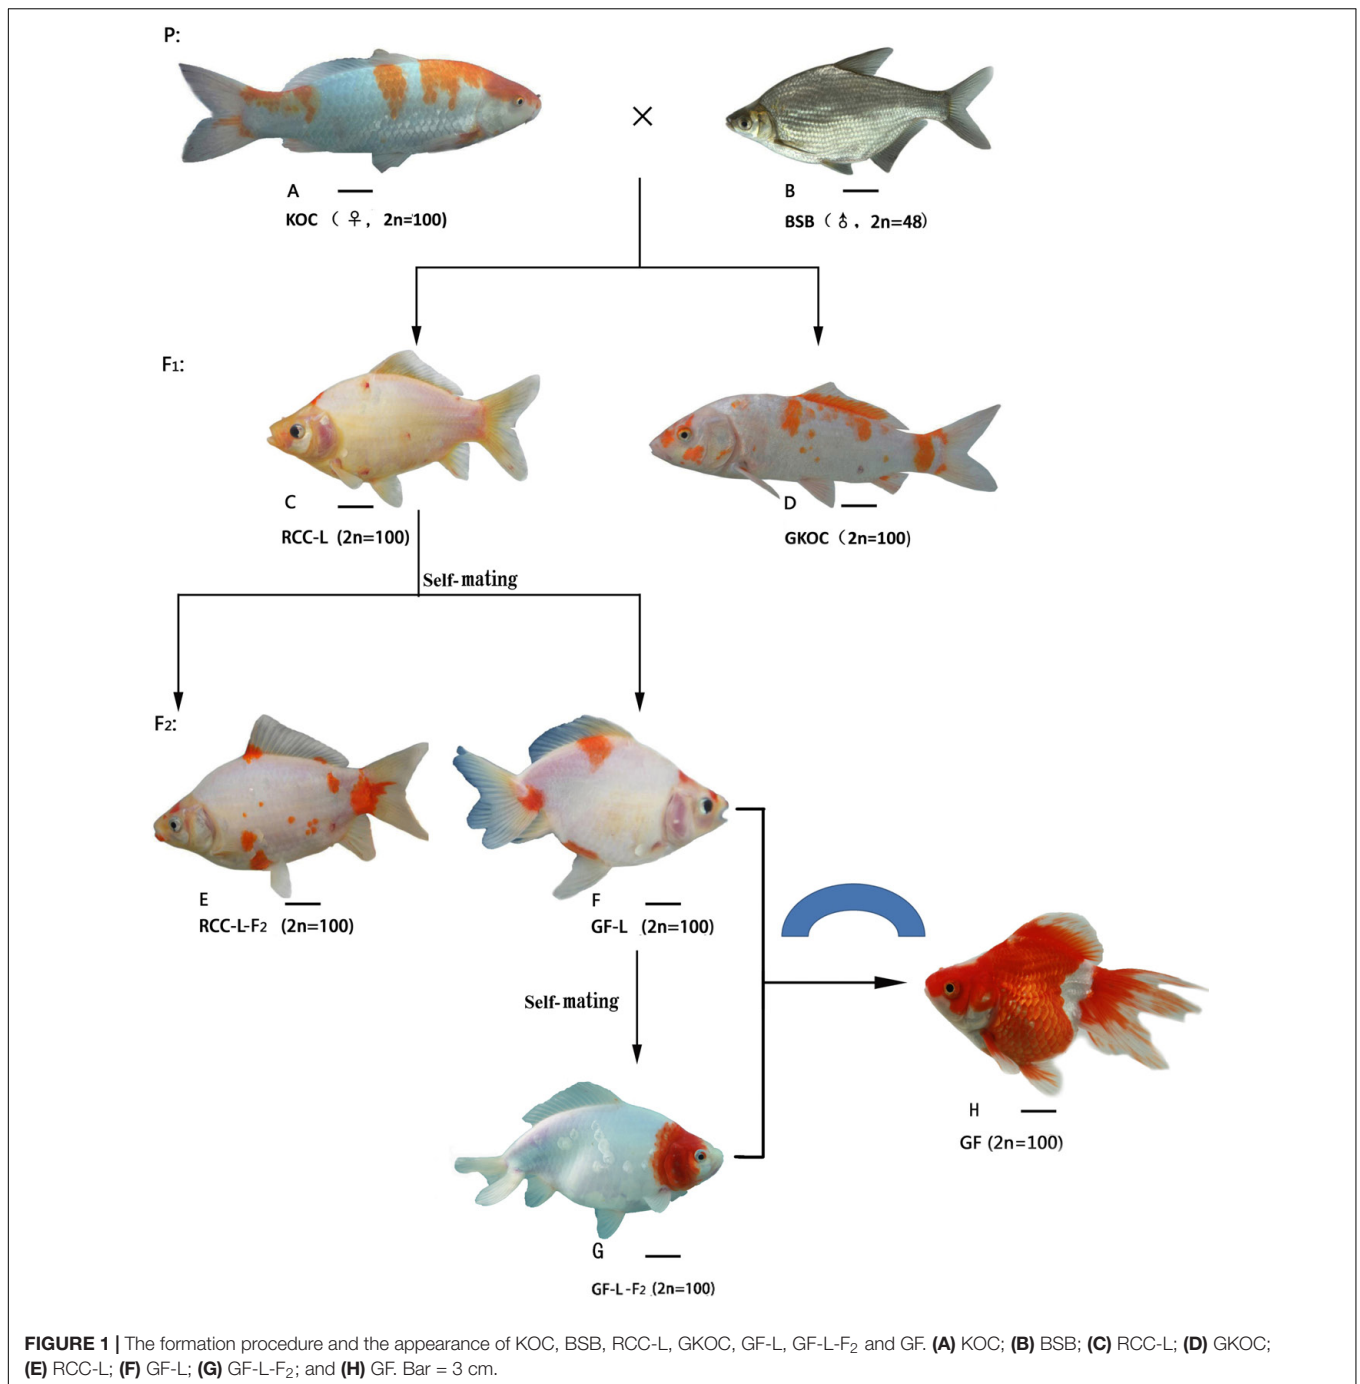 P:
A
KOC ( ♀, 2n=100)
×
B
BSB ( ♂, 2n=48)
F1:
C
RCC-L (2n=100)
D
GKOC (2n=100)
Self-mating
F2:
E
RCC-L-F2 (2n=100)
F
GF-L (2n=100)
Self-mating
H
GF (2n=100)
G
GF-L-F2 (2n=100)
FIGURE 1 | The formation procedure and the appearance of KOC, BSB, RCC-L, GKOC, GF-L, GF-L-F2 and GF. (A) KOC; (B) BSB; (C) RCC-L; (D) GKOC;
(E) RCC-L; (F) GF-L; (G) GF-L-F2; and (H) GF. Bar = 3 cm.